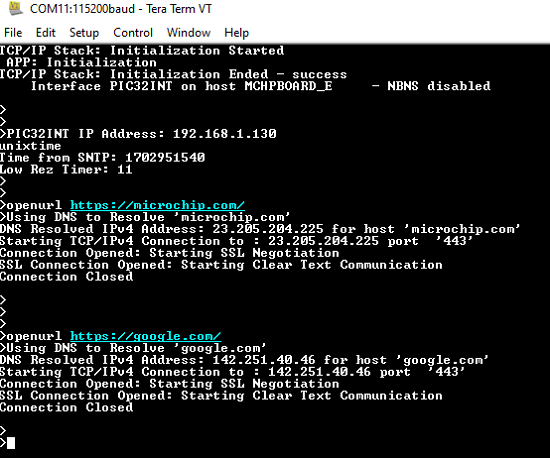 COM11:115200baud - Tera Term VT
File Edit Setup Control Window Help
TCP/IP Stack: Initialization Started
APP: Initialization
TCP/IP Stack: Initialization Ended - success
Interface PIC32INT on host MCHPBOARD_E - NBNS disabled
>
>
>PIC32INT IP Address: 192.168.1.130
unixtime
Time from SNTP: 1702951540
Low Rez Timer: 11
>
>
>openurl https://microchip.com/
>Using DNS to Resolve 'microchip.com'
DNS Resolved IPv4 Address: 23.205.204.225 for host 'microchip.com'
Starting TCP/IPv4 Connection to : 23.205.204.225 port '443'
Connection Opened: Starting SSL Negotiation
SSL Connection Opened: Starting Clear Text Communication
Connection Closed
>
>
>
>openurl https://google.com/
>Using DNS to Resolve 'google.com'
DNS Resolved IPv4 Address: 142.251.40.46 for host 'google.com'
Starting TCP/IPv4 Connection to : 142.251.40.46 port '443'
Connection Opened: Starting SSL Negotiation
SSL Connection Opened: Starting Clear Text Communication
Connection Closed
>
>